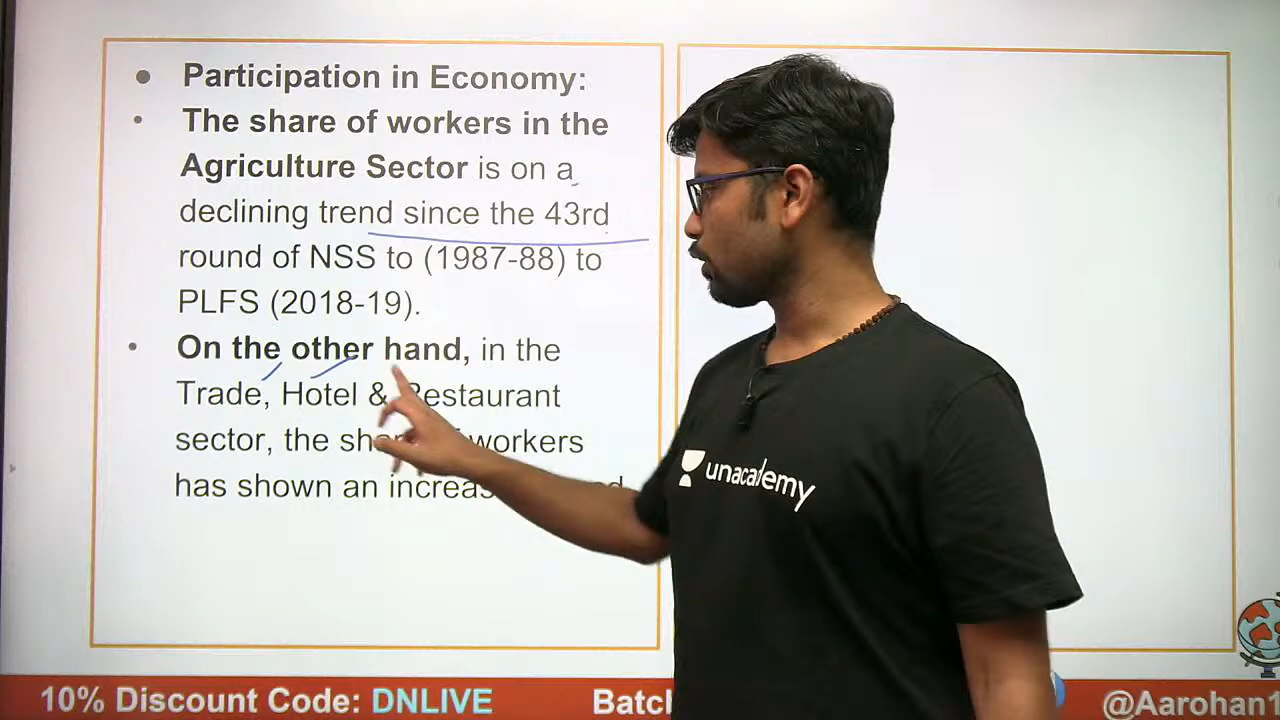 ● Participation in Economy:
• The share of workers in the
Agriculture Sector is on a
declining trend since the 43rd
round of NSS to (1987-88) to
PLFS (2018-19).
• On the other hand, in the
Trade, Hotel & Restaurant
sector, the workers
has shown an
unacademy
10% Discount Code: DNLIVE
@Aarohan1